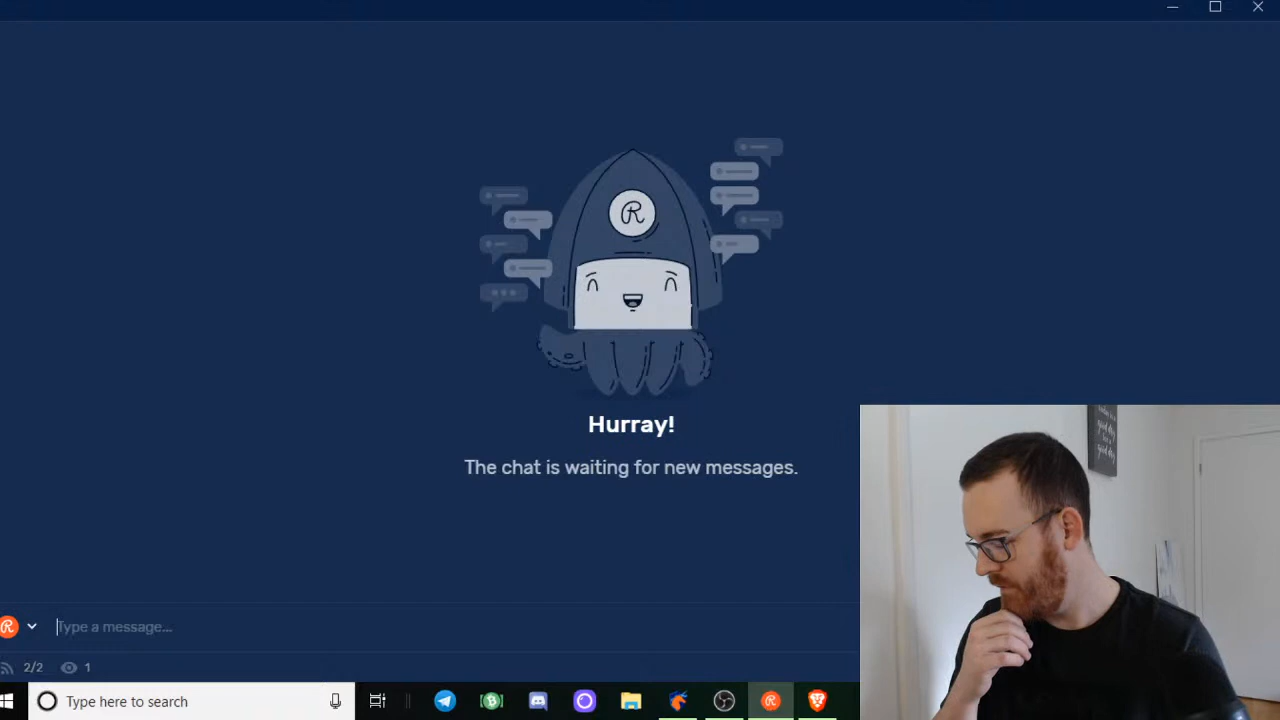 R
Hurray!
The chat is waiting for new messages.
R
Type a message...
2/2 1
Type here to search
R